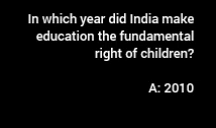 In which year did India make
education the fundamental
right of children?
A: 2010